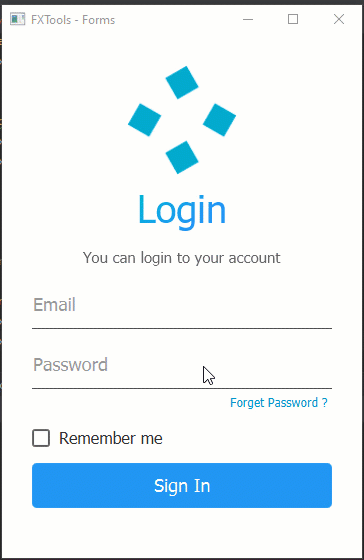 FXTools - Forms
Login
You can login to your account
Email
Password
Forget Password ?
Remember me
Sign In